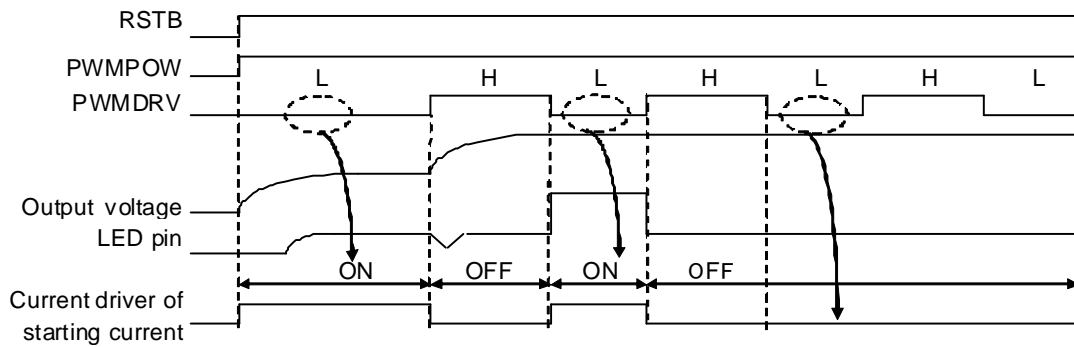 RSTB
PWMPOW
L H L H L H L
PWMDRV
Output voltage
LED pin
ON OFF ON OFF
Current driver of
starting current